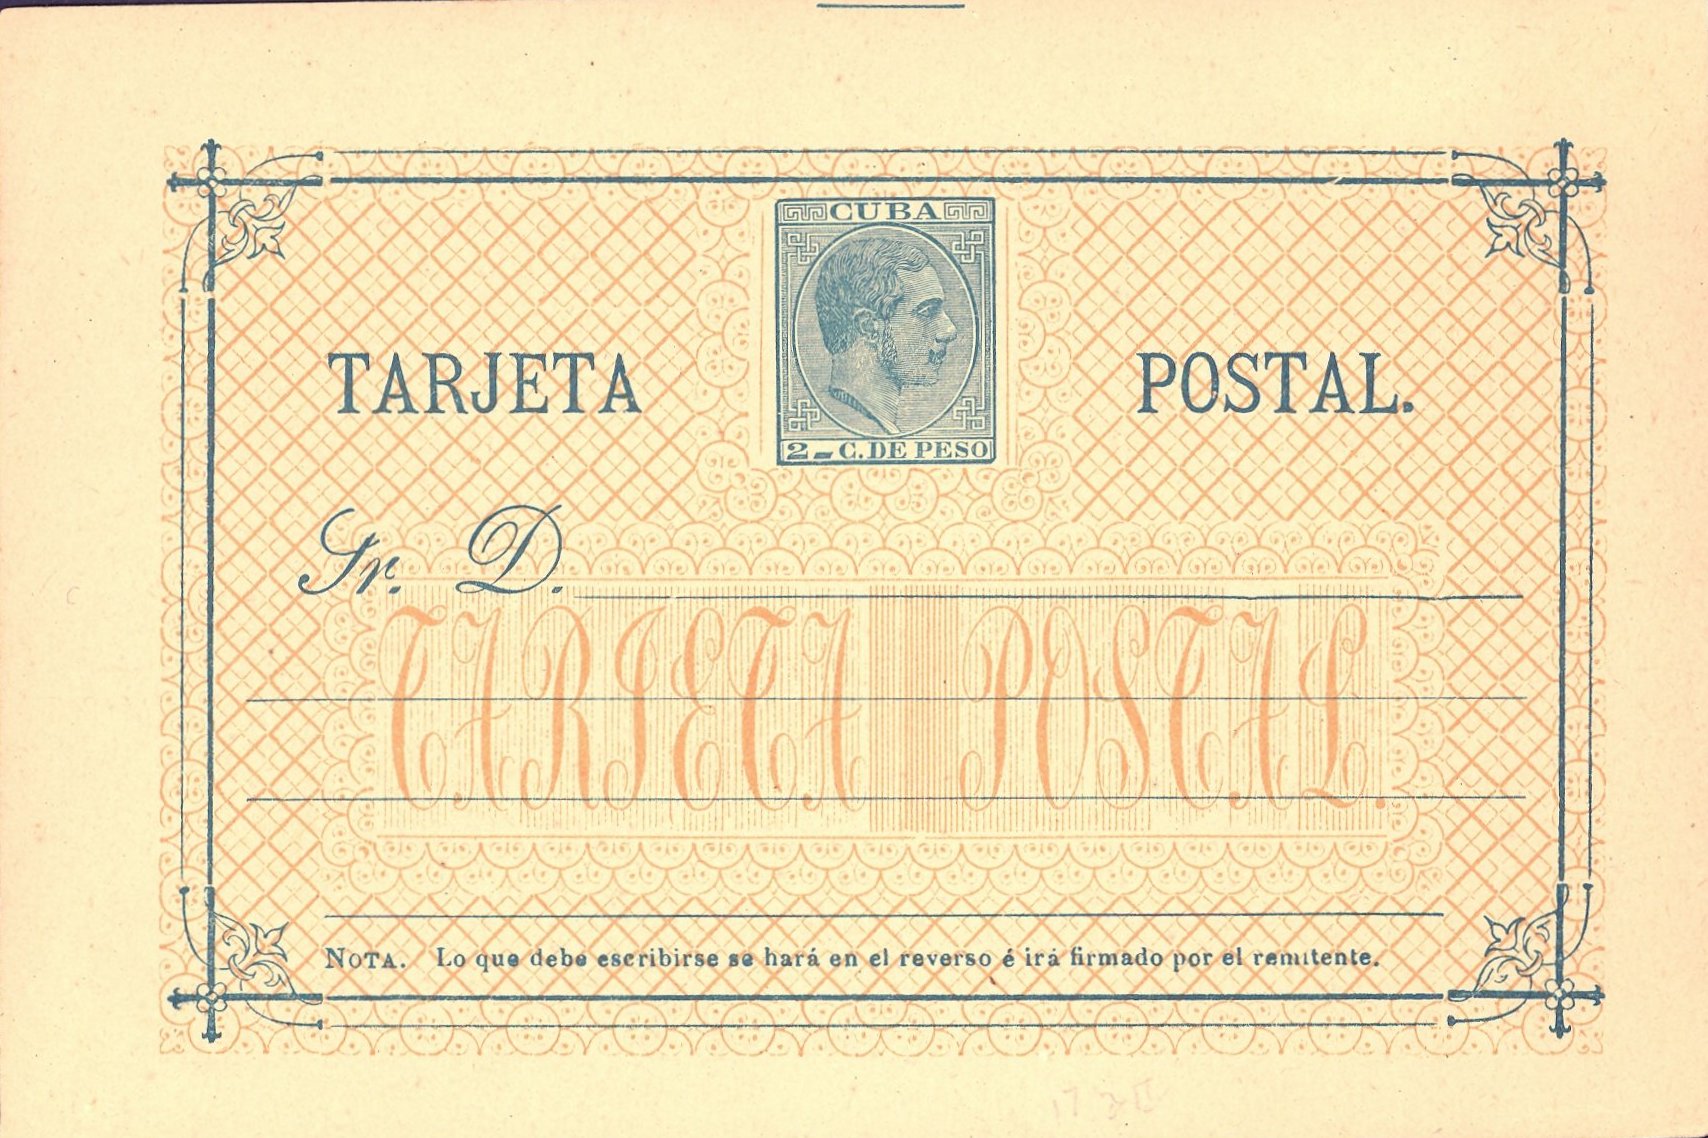 CUBA
TARJETA POSTAL.
2 - C. DE PESO
Sr. D.
TARJETA POSTAL.
NOTA. Lo que debe escribirse se hará en el reverso é irá firmado por el remitente.